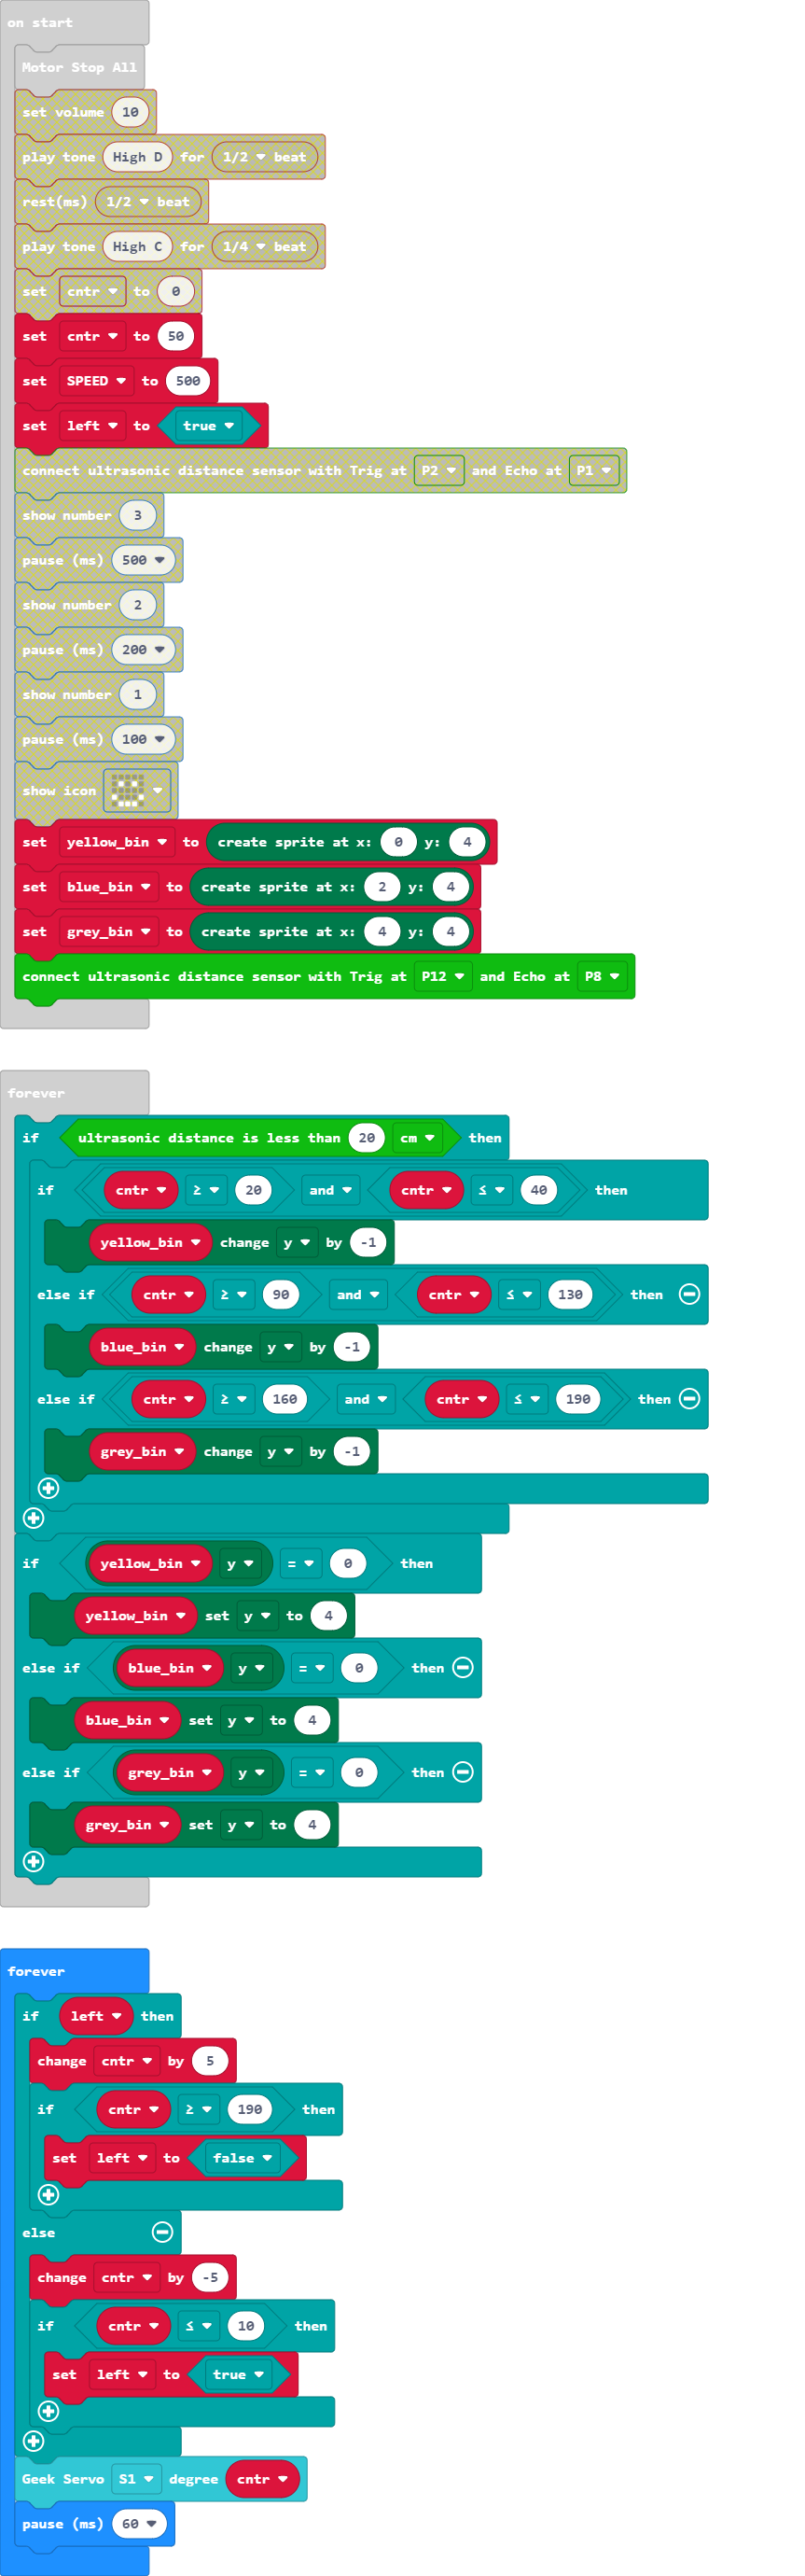 on start
Motor Stop All
set volume 10
play tone High D for 1/2 beat
rest(ms) 1/2 beat
play tone High C for 1/4 beat
set cntr to 0
set cntr to 50
set SPEED to 500
set left to true
connect ultrasonic distance sensor with Trig at P2 and Echo at P1
show number 3
pause (ms) 500
show number 2
pause (ms) 200
show number 1
pause (ms) 100
show icon
set yellow_bin to create sprite at x: 0 y: 4
set blue_bin to create sprite at x: 2 y: 4
set grey_bin to create sprite at x: 4 y: 4
connect ultrasonic distance sensor with Trig at P12 and Echo at P8
forever
if ultrasonic distance is less than 20 cm then
if cntr ≥ 20 and cntr ≤ 40 then
yellow_bin change y by -1
else if cntr ≥ 90 and cntr ≤ 130 then
blue_bin change y by -1
else if cntr ≥ 160 and cntr ≤ 190 then
grey_bin change y by -1
if yellow_bin y = 0 then
yellow_bin set y to 4
else if blue_bin y = 0 then
blue_bin set y to 4
else if grey_bin y = 0 then
grey_bin set y to 4
forever
if left then
change cntr by 5
if cntr ≥ 190 then
set left to false
else
change cntr by -5
if cntr ≤ 10 then
set left to true
Geek Servo S1 degree cntr
pause (ms) 60